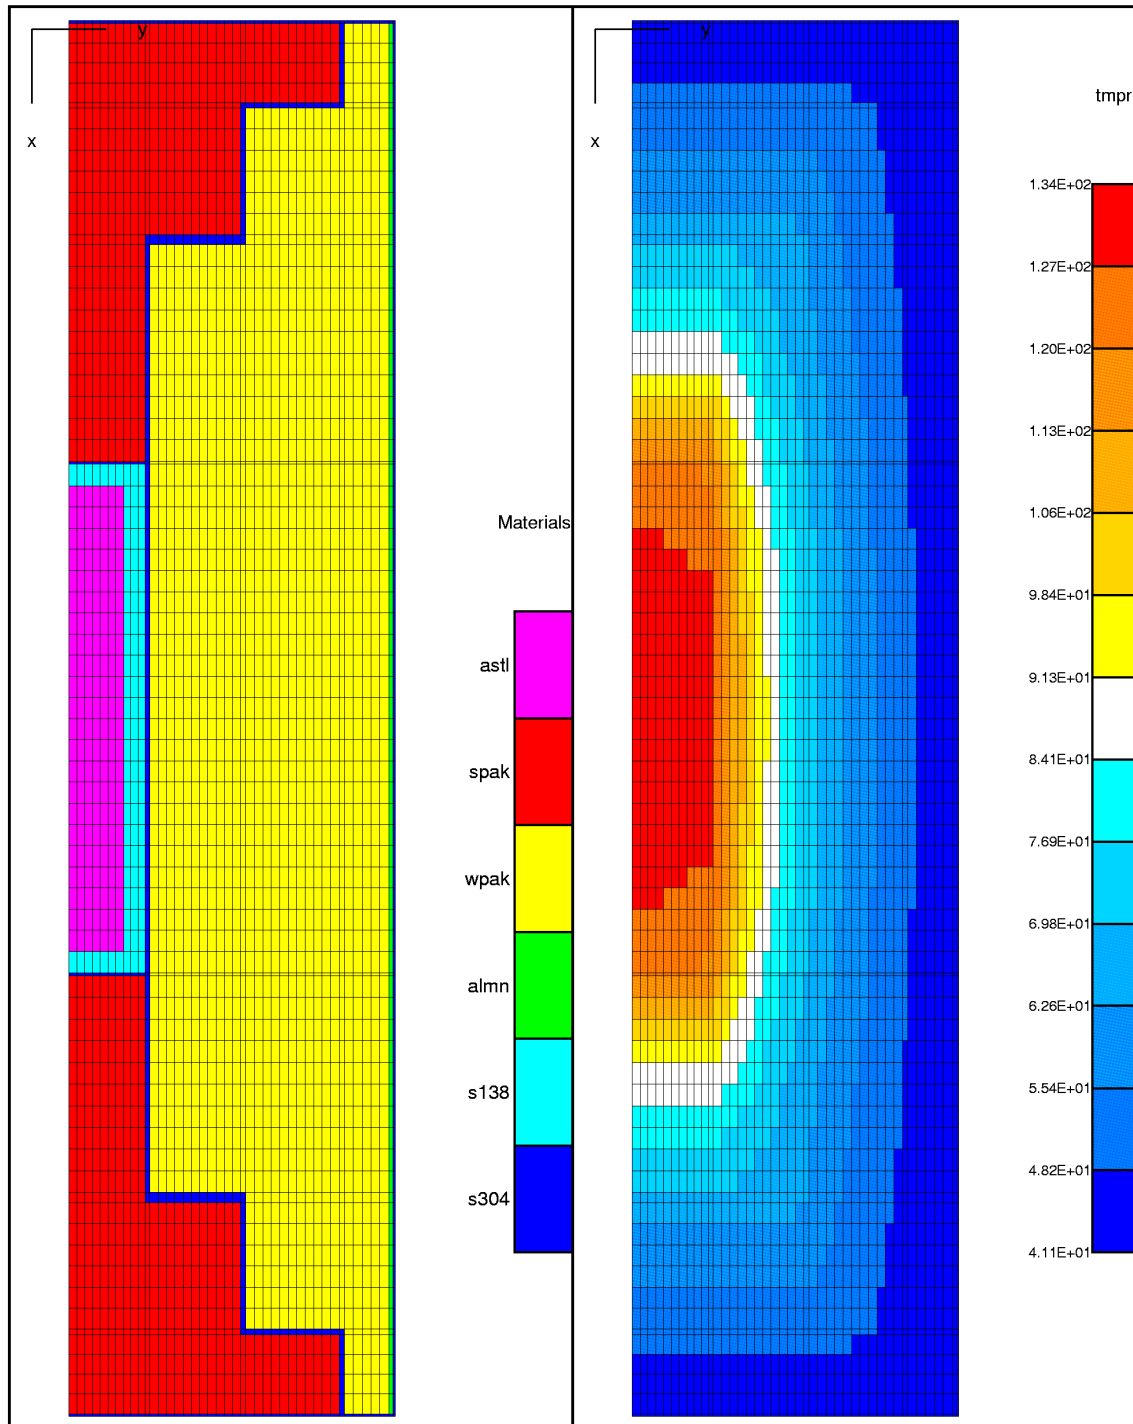 y
x
Materials
astl
spak
wpak
almn
s138
s304
y
x
tmpr
1.34E+02
1.27E+02
1.20E+02
1.13E+02
1.06E+02
9.84E+01
9.13E+01
8.41E+01
7.69E+01
6.98E+01
6.26E+01
5.54E+01
4.82E+01
4.11E+01